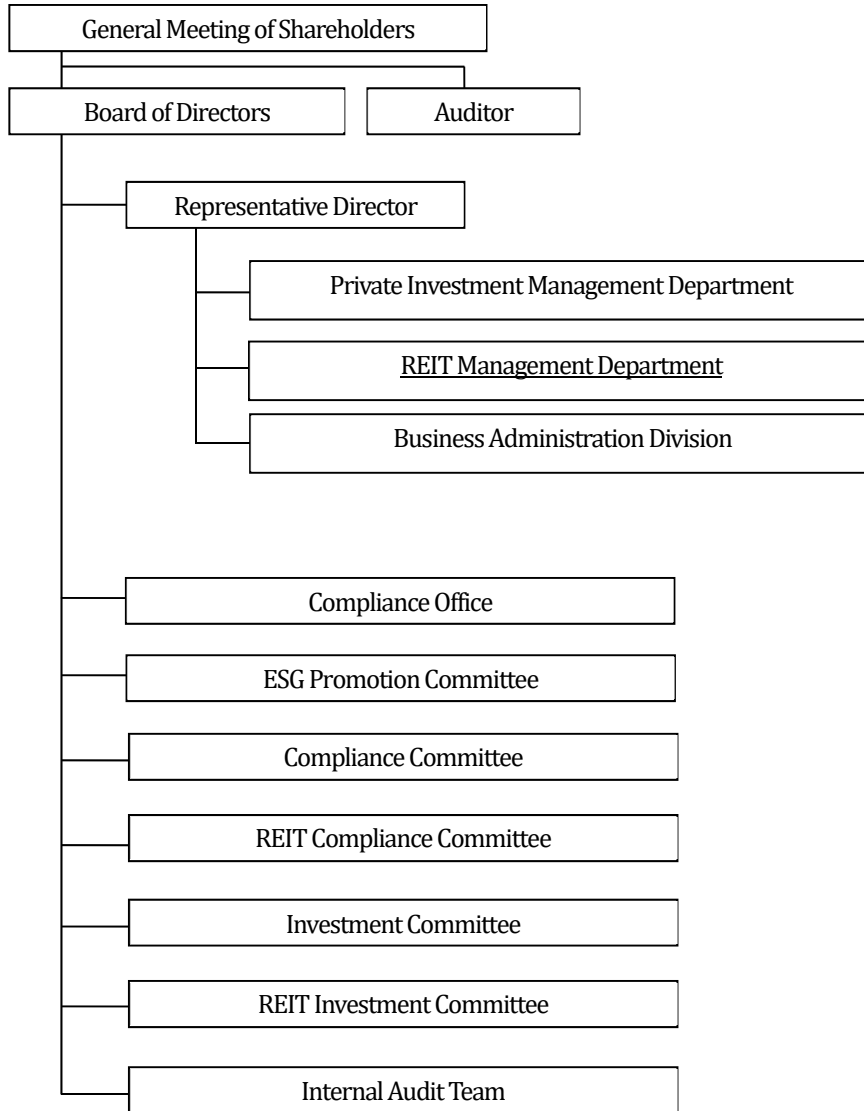 General Meeting of Shareholders
Board of Directors
Auditor
Representative Director
Private Investment Management Department
REIT Management Department
Business Administration Division
Compliance Office
ESG Promotion Committee
Compliance Committee
REIT Compliance Committee
Investment Committee
REIT Investment Committee
Internal Audit Team